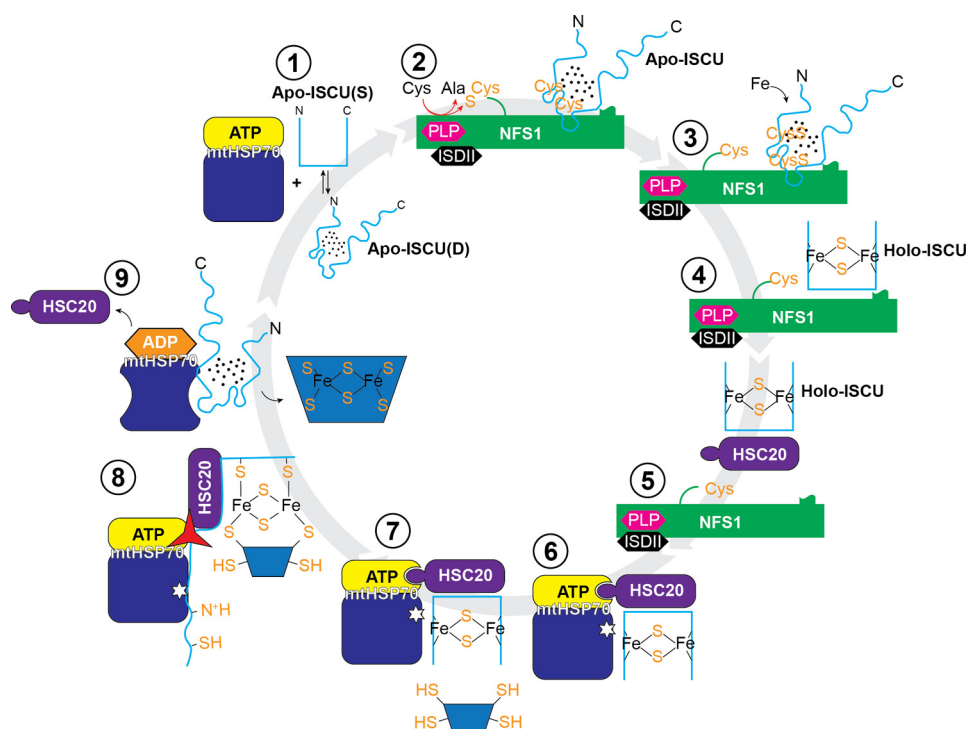 1
Apo-ISCU(S)
N
C
ATP
mtHSP70
+
N
C
Apo-ISCU(D)
2
Cys
Ala
S
Cys
PLP
ISDII
NFS1
N
C
Cys
Cys
Apo-ISCU
3
Fe
N
C
CysS
CysS
Cys
PLP
ISDII
NFS1
4
Fe
S
S
Fe
Holo-ISCU
Cys
PLP
ISDII
NFS1
Fe
S
S
Fe
Holo-ISCU
HSC20
5
Cys
PLP
ISDII
NFS1
6
ATP
mtHSP70
HSC20
Fe
S
S
Fe
7
ATP
mtHSP70
HSC20
Fe
S
S
Fe
HS
SH
HS
SH
8
HSC20
ATP
mtHSP70
S
S
S
Fe
Fe
S
S
S
HS
SH
N⁺H
SH
9
HSC20
ADP
mtHSP70
C
N
S
S
S
Fe
Fe
S
S
S